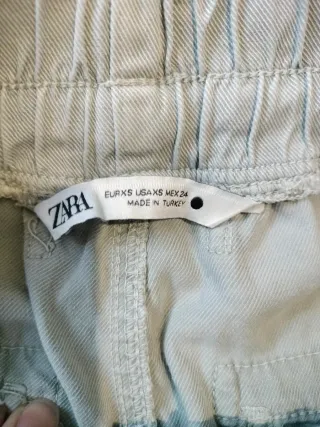 ZARA
EUR XS USA XS MEX 24
MADE IN TURKEY